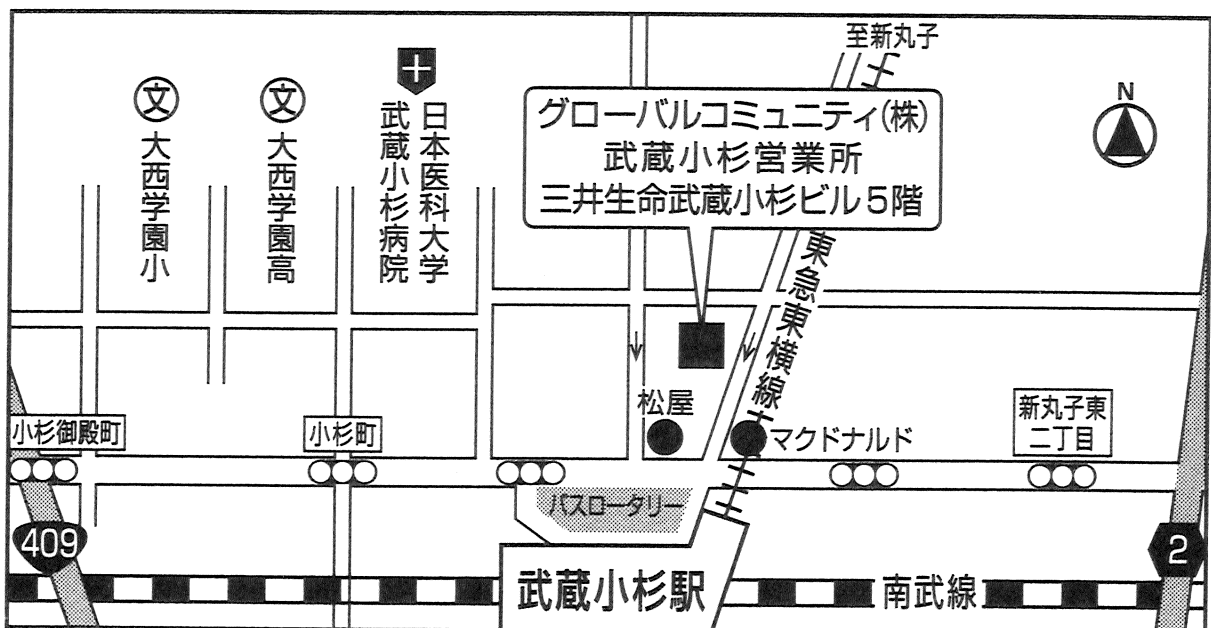 至新丸子
N
グローバルコミュニティ(株)
武蔵小杉営業所
三井生命武蔵小杉ビル5階
文
大西学園小
文
大西学園高
日本医科大学
武蔵小杉病院
東急東横線
松屋
マクドナルド
小杉御殿町
小杉町
新丸子東
二丁目
バスロータリー
409
2
武蔵小杉駅
南武線